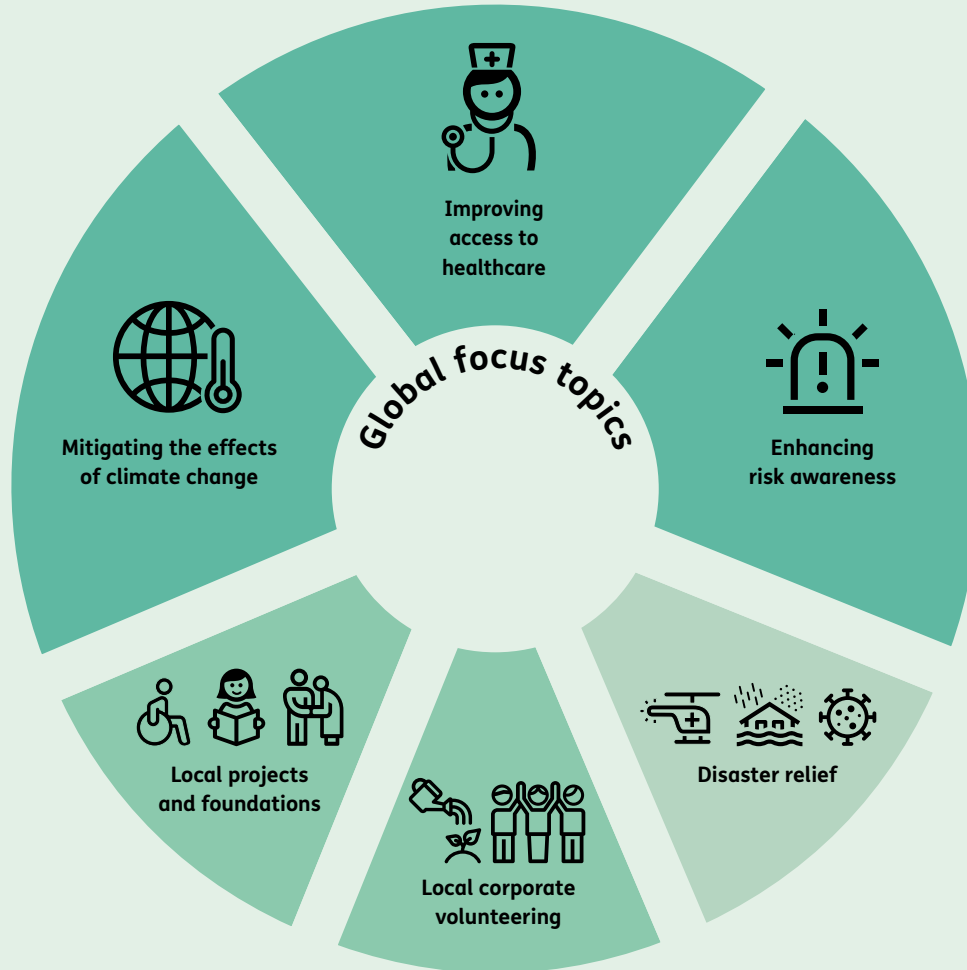 Improving
access to
healthcare
Global focus topics
Mitigating the effects
of climate change
Enhancing
risk awareness
Local projects
and foundations
Disaster relief
Local corporate
volunteering